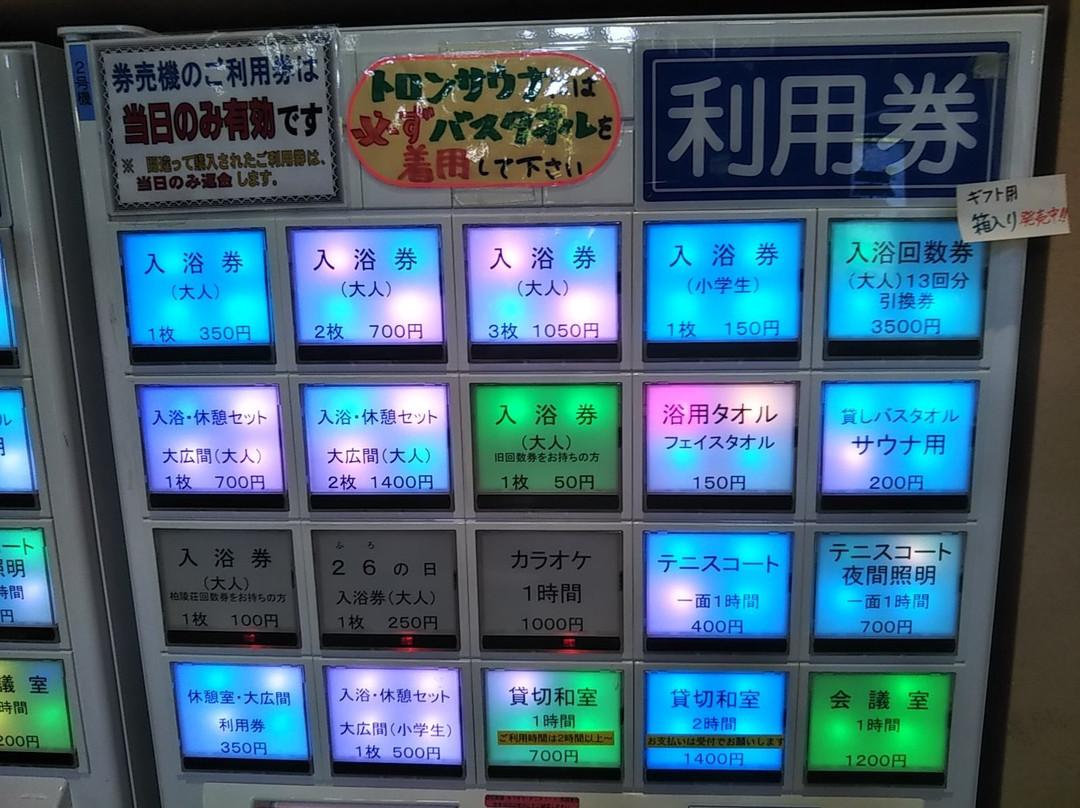 2号機
券売機のご利用券は
当日のみ有効です
※ 間違って購入されたご利用券は、
当日のみ返金します。
トロンサウナは
必ずバスタオルを
着用して下さい
利用券
ギフト用
箱入り発売中!!
入浴券
(大人)
1枚 350円
入浴券
(大人)
2枚 700円
入浴券
(大人)
3枚 1050円
入浴券
(小学生)
1枚 150円
入浴回数券
(大人)13回分
引換券
3500円
入浴・休憩セット
大広間(大人)
1枚 700円
入浴・休憩セット
大広間(大人)
2枚 1400円
入浴券
(大人)
旧回数券をお持ちの方
1枚 50円
浴用タオル
フェイスタオル
150円
貸しバスタオル
サウナ用
200円
入浴券
(大人)
柏陵荘回数券をお持ちの方
1枚 100円
ふろ
26の日
入浴券(大人)
1枚 250円
カラオケ
1時間
1000円
テニスコート
一面1時間
400円
テニスコート
夜間照明
一面1時間
700円
休憩室・大広間
利用券
350円
入浴・休憩セット
大広間(小学生)
1枚 500円
貸切和室
1時間
ご利用時間は2時間以上〜
700円
貸切和室
2時間
お支払いは受付でお願いします
1400円
会議室
1時間
1200円
ート
照明
時間
円
議室
時間
200円